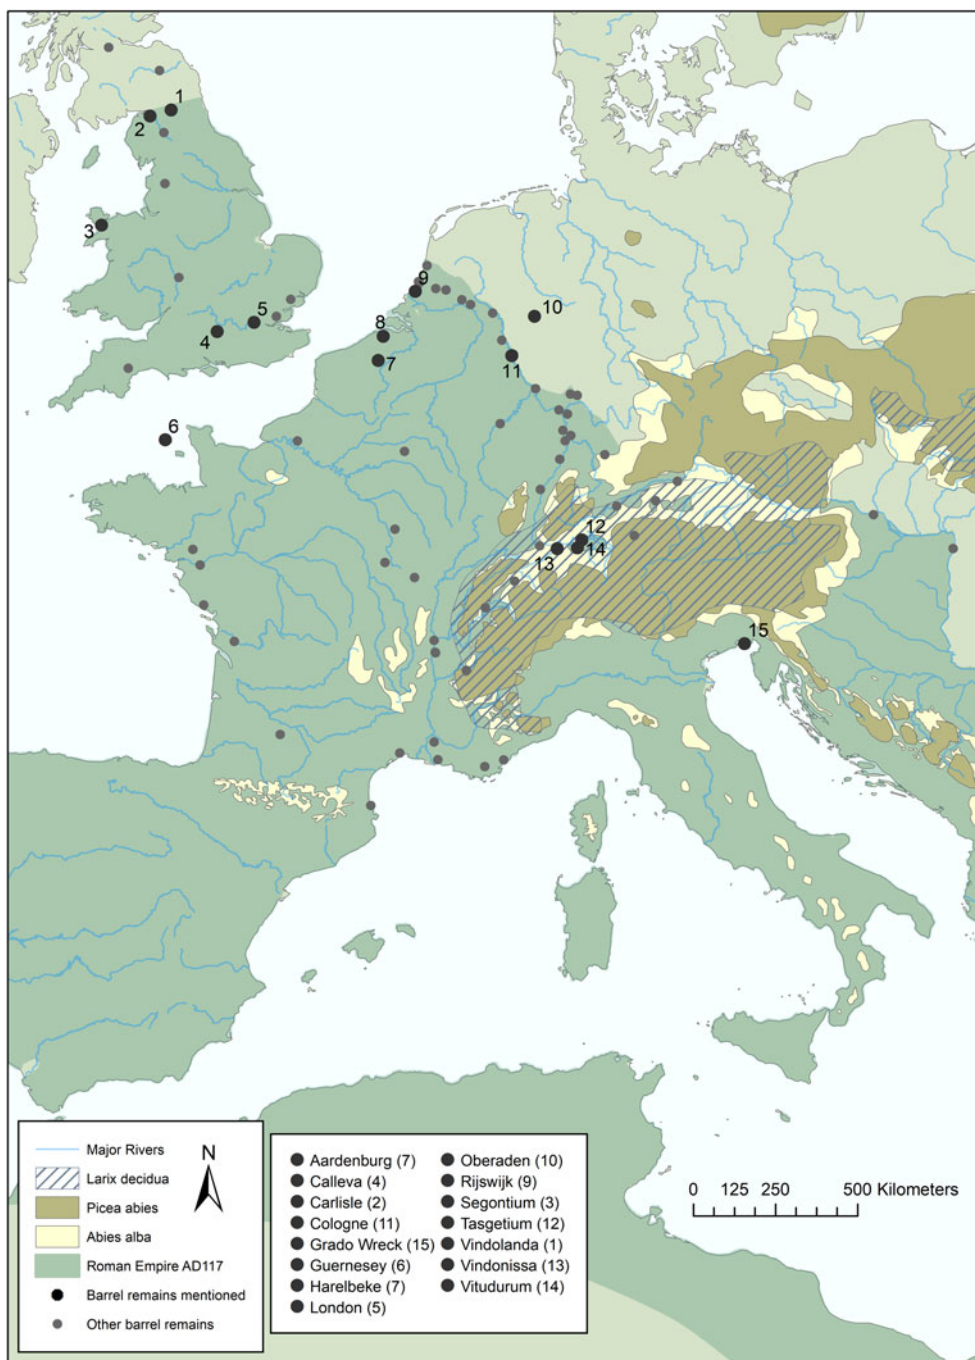 1
2
3
4
5
6
7
8
9
10
11
12
13
14
15
Major Rivers
Larix decidua
Picea abies
Abies alba
Roman Empire AD117
Barrel remains mentioned
Other barrel remains
N
Aardenburg (7)
Calleva (4)
Carlisle (2)
Cologne (11)
Grado Wreck (15)
Guernesey (6)
Harelbeke (7)
London (5)
Oberaden (10)
Rijswijk (9)
Segontium (3)
Tasgetium (12)
Vindolanda (1)
Vindonissa (13)
Vitudurum (14)
0 125 250 500 Kilometers